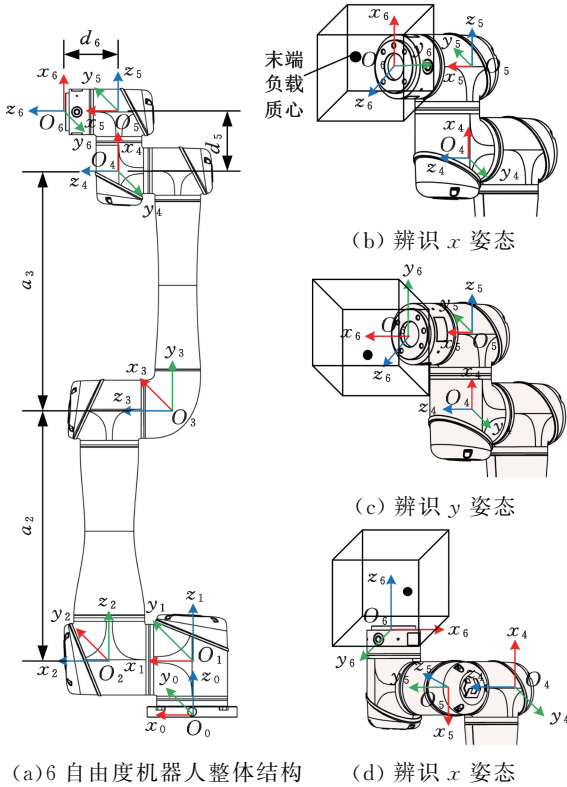 d₆
x₆
y₅
z₅
z₆
O₆
x₅
O₅
y₆
x₄
d₅
O₄
z₄
y₄
a₃
x₃
y₃
z₃
O₃
a₂
y₂
z₂
y₁
z₁
x₂
O₂
x₁
O₁
y₀
z₀
x₀
O₀
(a)6 自由度机器人整体结构
末端
负载
质心
x₆
O
y₆
y₅
z₅
z₆
x₅
O₅
x₄
O₄
z₄
y₄
(b) 辨识 x 姿态
y₆
z₅
x₆
O
y₅
z₆
x₅
O₅
x₄
O₄
z₄
y
(c) 辨识 y 姿态
z₆
O₆
x₆
y₆
x₄
z₅
y₅
z₄
O₄
O₅
x₅
y₄
(d) 辨识 x 姿态